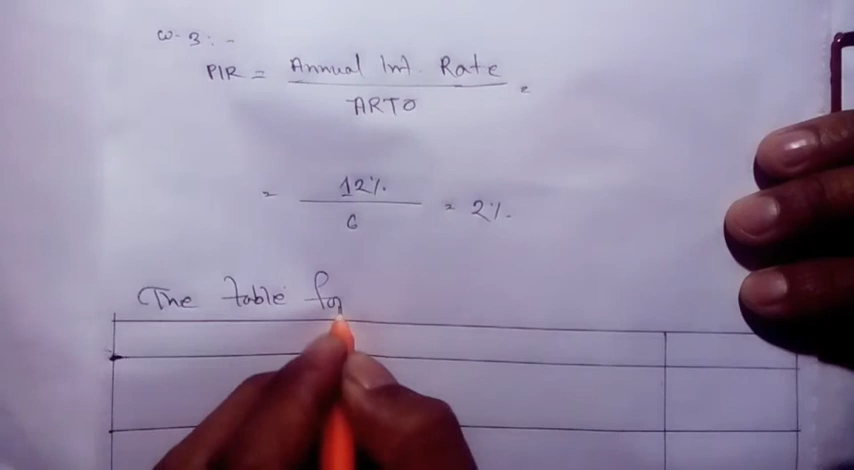 W-3:-
PIR = Annual Int. Rate / ARTO =
= 12% / 6 = 2%.
The table for